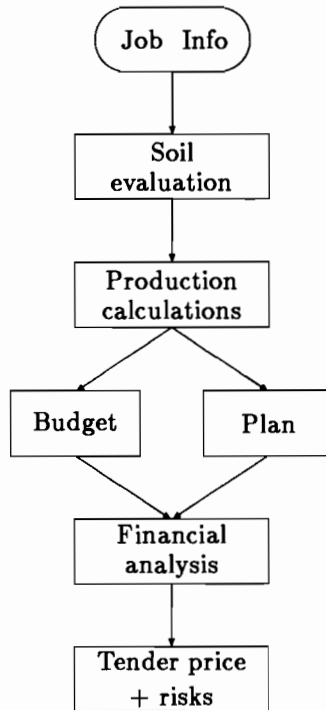 Job Info
Soil
evaluation
Production
calculations
Budget
Plan
Financial
analysis
Tender price
+ risks